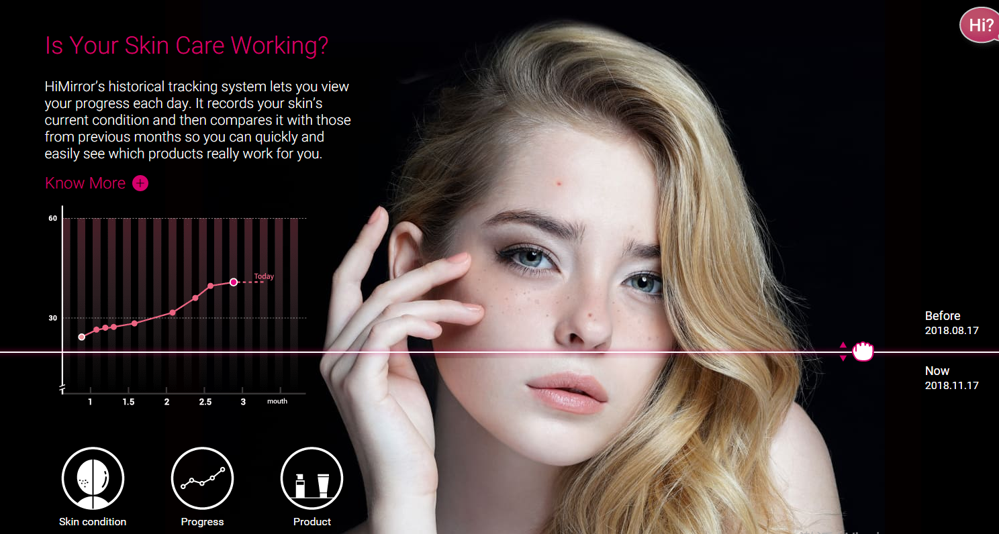 Hi?
Is Your Skin Care Working?
HiMirror's historical tracking system lets you view
your progress each day. It records your skin's
current condition and then compares it with those
from previous months so you can quickly and
easily see which products really work for you.
Know More +
60
Today
30
1 1.5 2 2.5 3 mouth
Before
2018.08.17
Now
2018.11.17
Skin condition Progress Product